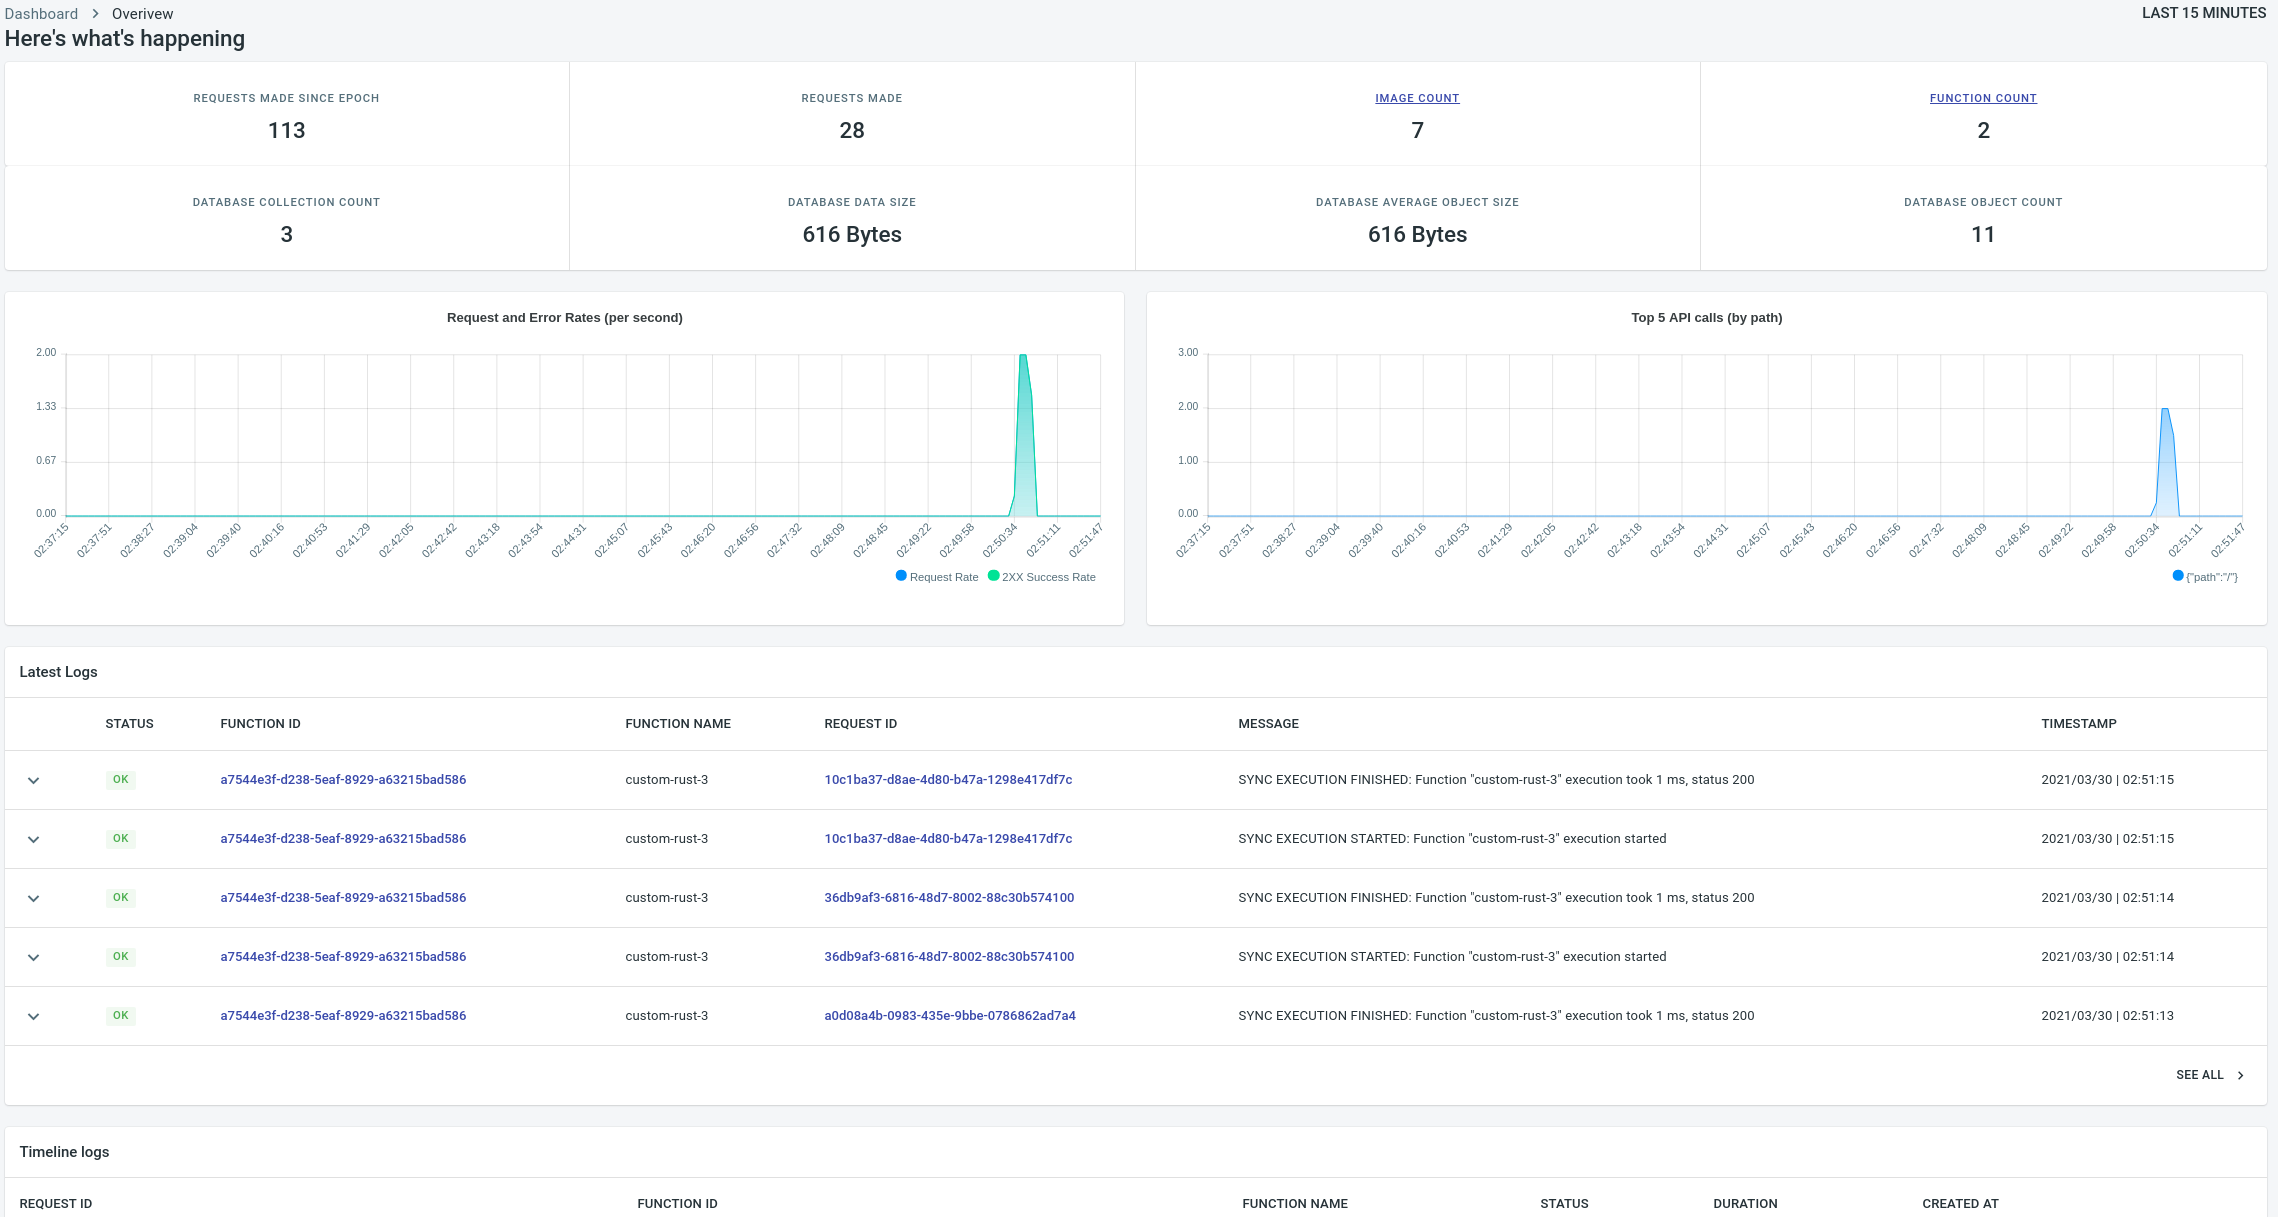 Dashboard > Overivew
LAST 15 MINUTES
Here's what's happening
REQUESTS MADE SINCE EPOCH
113
REQUESTS MADE
28
IMAGE COUNT
7
FUNCTION COUNT
2
DATABASE COLLECTION COUNT
3
DATABASE DATA SIZE
616 Bytes
DATABASE AVERAGE OBJECT SIZE
616 Bytes
DATABASE OBJECT COUNT
11
Request and Error Rates (per second)
2.00
1.33
0.67
0.00
02:37:15 02:37:51 02:38:27 02:39:04 02:39:40 02:40:16 02:40:53 02:41:29 02:42:05 02:42:42 02:43:18 02:43:54 02:44:31 02:45:07 02:45:43 02:46:20 02:46:56 02:47:32 02:48:09 02:48:45 02:49:22 02:49:58 02:50:34 02:51:11 02:51:47
Request Rate 2XX Success Rate
Top 5 API calls (by path)
3.00
2.00
1.00
0.00
02:37:15 02:37:51 02:38:27 02:39:04 02:39:40 02:40:16 02:40:53 02:41:29 02:42:05 02:42:42 02:43:18 02:43:54 02:44:31 02:45:07 02:45:43 02:46:20 02:46:56 02:47:32 02:48:09 02:48:45 02:49:22 02:49:58 02:50:34 02:51:11 02:51:47
{"path":"/"}
Latest Logs
STATUS FUNCTION ID FUNCTION NAME REQUEST ID MESSAGE TIMESTAMP
OK a7544e3f-d238-5eaf-8929-a63215bad586 custom-rust-3 10c1ba37-d8ae-4d80-b47a-1298e417df7c SYNC EXECUTION FINISHED: Function "custom-rust-3" execution took 1 ms, status 200 2021/03/30 | 02:51:15
OK a7544e3f-d238-5eaf-8929-a63215bad586 custom-rust-3 10c1ba37-d8ae-4d80-b47a-1298e417df7c SYNC EXECUTION STARTED: Function "custom-rust-3" execution started 2021/03/30 | 02:51:15
OK a7544e3f-d238-5eaf-8929-a63215bad586 custom-rust-3 36db9af3-6816-48d7-8002-88c30b574100 SYNC EXECUTION FINISHED: Function "custom-rust-3" execution took 1 ms, status 200 2021/03/30 | 02:51:14
OK a7544e3f-d238-5eaf-8929-a63215bad586 custom-rust-3 36db9af3-6816-48d7-8002-88c30b574100 SYNC EXECUTION STARTED: Function "custom-rust-3" execution started 2021/03/30 | 02:51:14
OK a7544e3f-d238-5eaf-8929-a63215bad586 custom-rust-3 a0d08a4b-0983-435e-9bbe-0786862ad7a4 SYNC EXECUTION FINISHED: Function "custom-rust-3" execution took 1 ms, status 200 2021/03/30 | 02:51:13
SEE ALL >
Timeline logs
REQUEST ID FUNCTION ID FUNCTION NAME STATUS DURATION CREATED AT